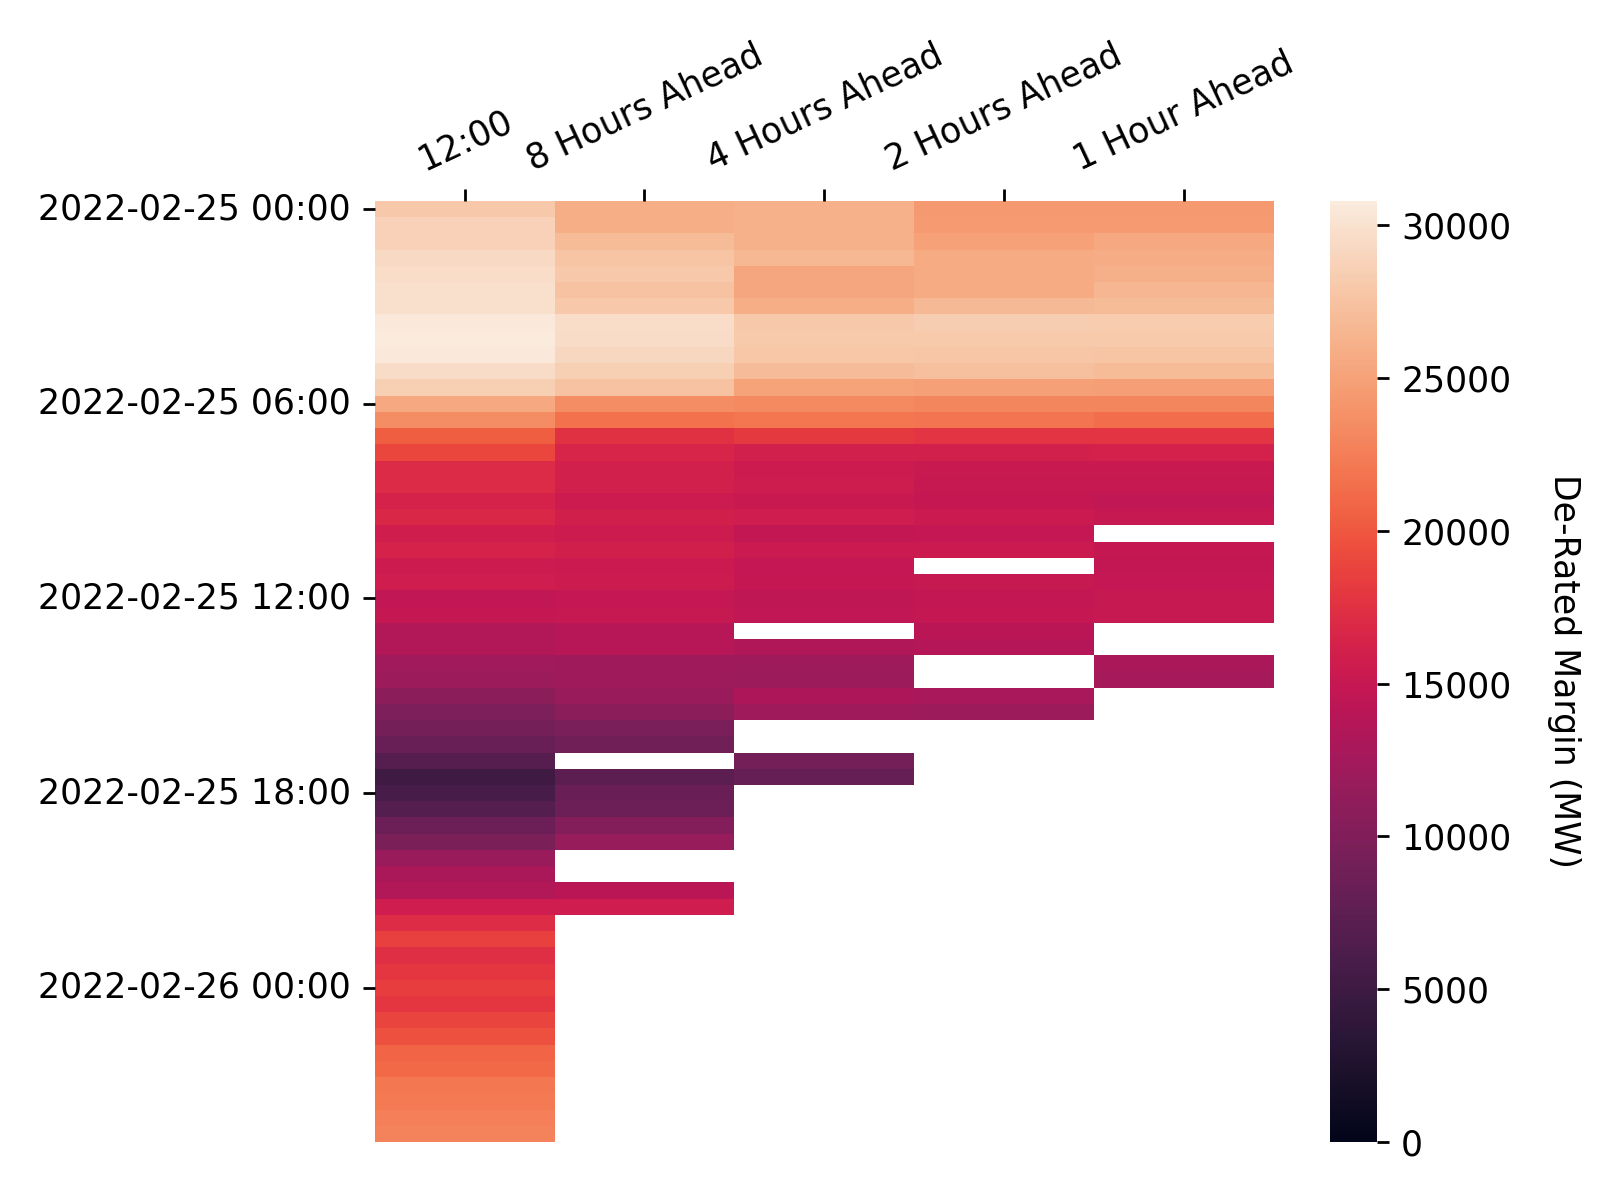 12:00
8 Hours Ahead
4 Hours Ahead
2 Hours Ahead
1 Hour Ahead
2022-02-25 00:00
2022-02-25 06:00
2022-02-25 12:00
2022-02-25 18:00
2022-02-26 00:00
30000
25000
20000
15000
10000
5000
0
De-Rated Margin (MW)